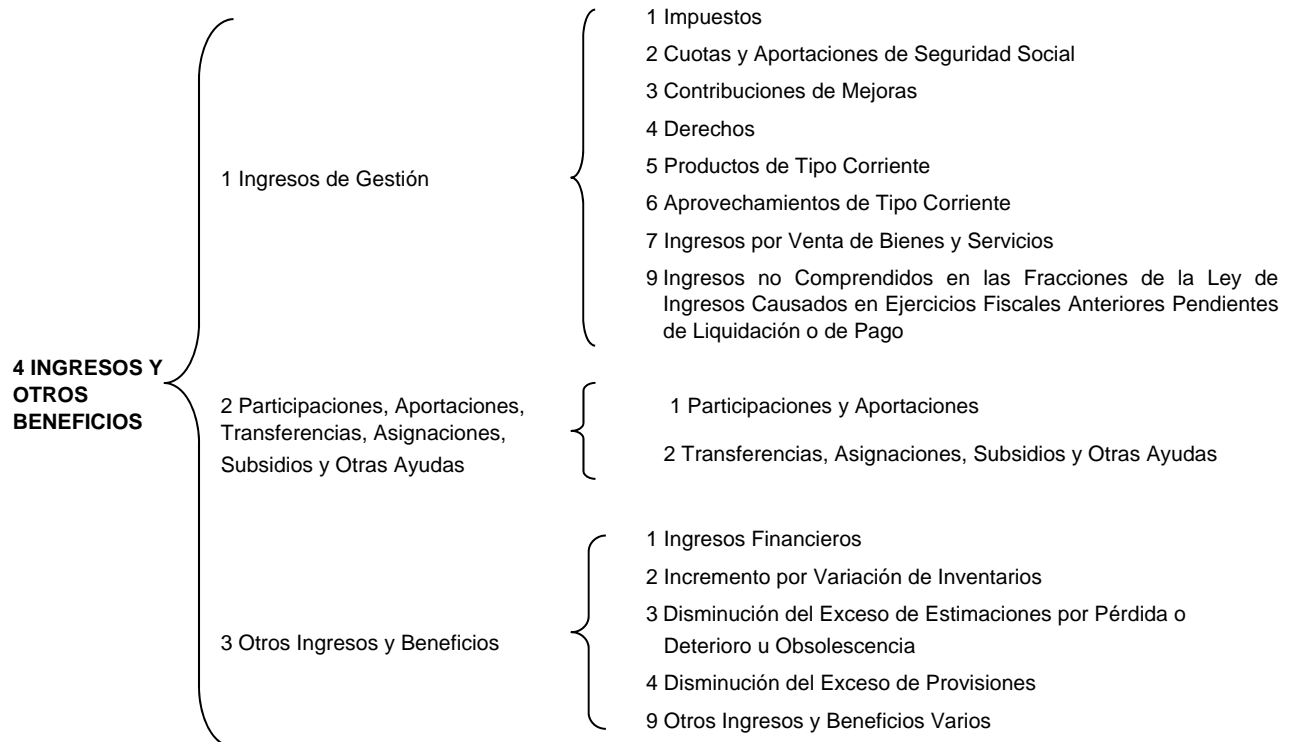 4 INGRESOS Y
OTROS
BENEFICIOS
1 Ingresos de Gestión
1 Impuestos
2 Cuotas y Aportaciones de Seguridad Social
3 Contribuciones de Mejoras
4 Derechos
5 Productos de Tipo Corriente
6 Aprovechamientos de Tipo Corriente
7 Ingresos por Venta de Bienes y Servicios
9 Ingresos no Comprendidos en las Fracciones de la Ley de
Ingresos Causados en Ejercicios Fiscales Anteriores Pendientes
de Liquidación o de Pago
2 Participaciones, Aportaciones,
Transferencias, Asignaciones,
Subsidios y Otras Ayudas
1 Participaciones y Aportaciones
2 Transferencias, Asignaciones, Subsidios y Otras Ayudas
3 Otros Ingresos y Beneficios
1 Ingresos Financieros
2 Incremento por Variación de Inventarios
3 Disminución del Exceso de Estimaciones por Pérdida o
Deterioro u Obsolescencia
4 Disminución del Exceso de Provisiones
9 Otros Ingresos y Beneficios Varios